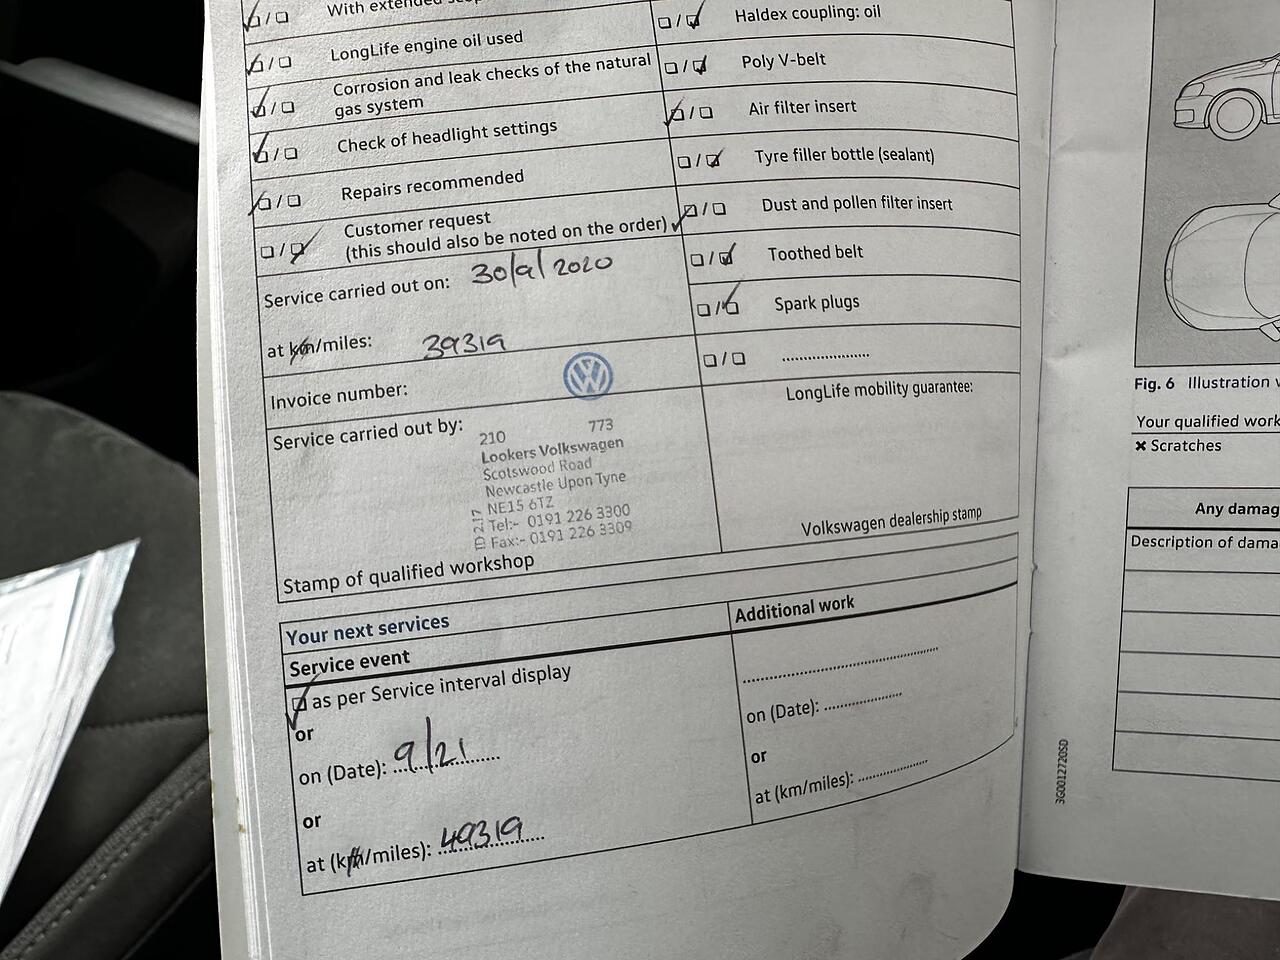 With extended
LongLife engine oil used
Corrosion and leak checks of the natural
gas system
Check of headlight settings
Repairs recommended
Customer request
(this should also be noted on the order)
Service carried out on: 30/9/2020
at km/miles: 39319
Invoice number:
Service carried out by:
210 773
Lookers Volkswagen
Scotswood Road
Newcastle Upon Tyne
NE15 6TZ
Tel:- 0191 226 3300
Fax:- 0191 226 3309
Stamp of qualified workshop
Haldex coupling: oil
Poly V-belt
Air filter insert
Tyre filler bottle (sealant)
Dust and pollen filter insert
Toothed belt
Spark plugs
LongLife mobility guarantee:
Volkswagen dealership stamp
Your next services
Service event
as per Service interval display
or
on (Date): 9/21
or
at (km/miles): 49319
Additional work
on (Date):
or
at (km/miles):
3G0012720SD
Fig. 6 Illustration
Your qualified work
× Scratches
Any damag
Description of dama